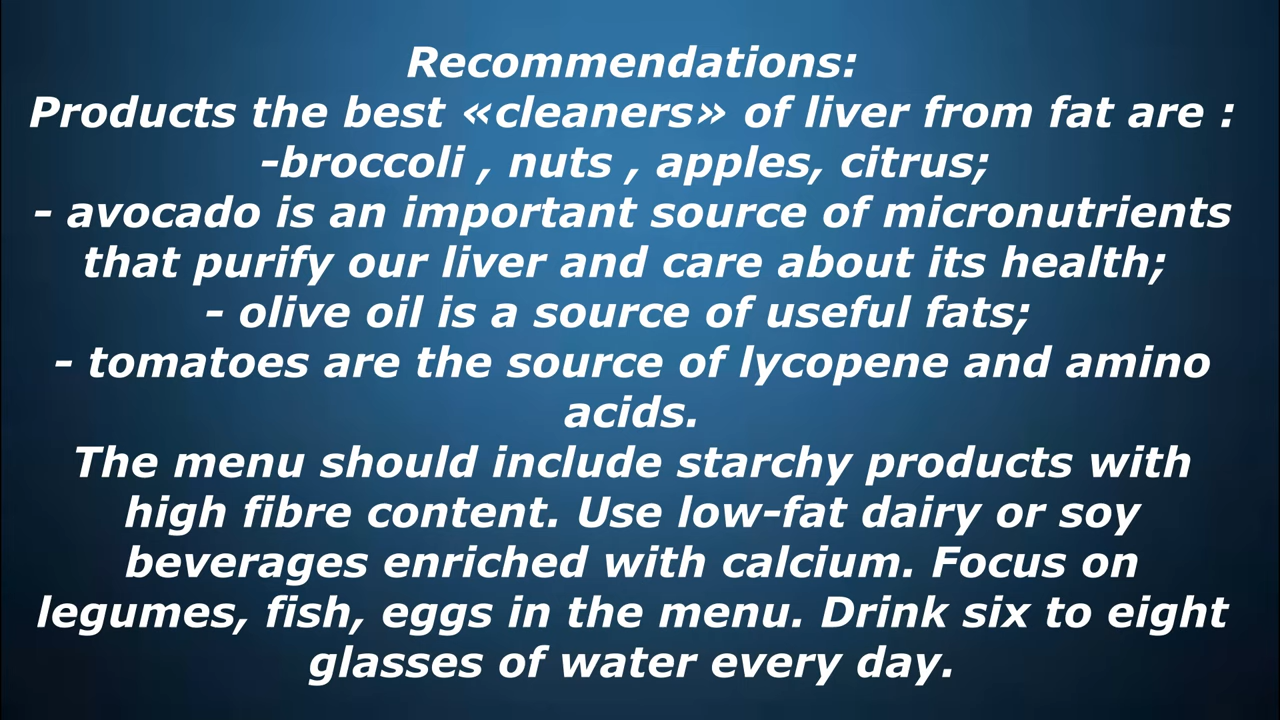 Recommendations:
Products the best «cleaners» of liver from fat are :
-broccoli , nuts , apples, citrus;
- avocado is an important source of micronutrients
that purify our liver and care about its health;
- olive oil is a source of useful fats;
- tomatoes are the source of lycopene and amino
acids.
The menu should include starchy products with
high fibre content. Use low-fat dairy or soy
beverages enriched with calcium. Focus on
legumes, fish, eggs in the menu. Drink six to eight
glasses of water every day.